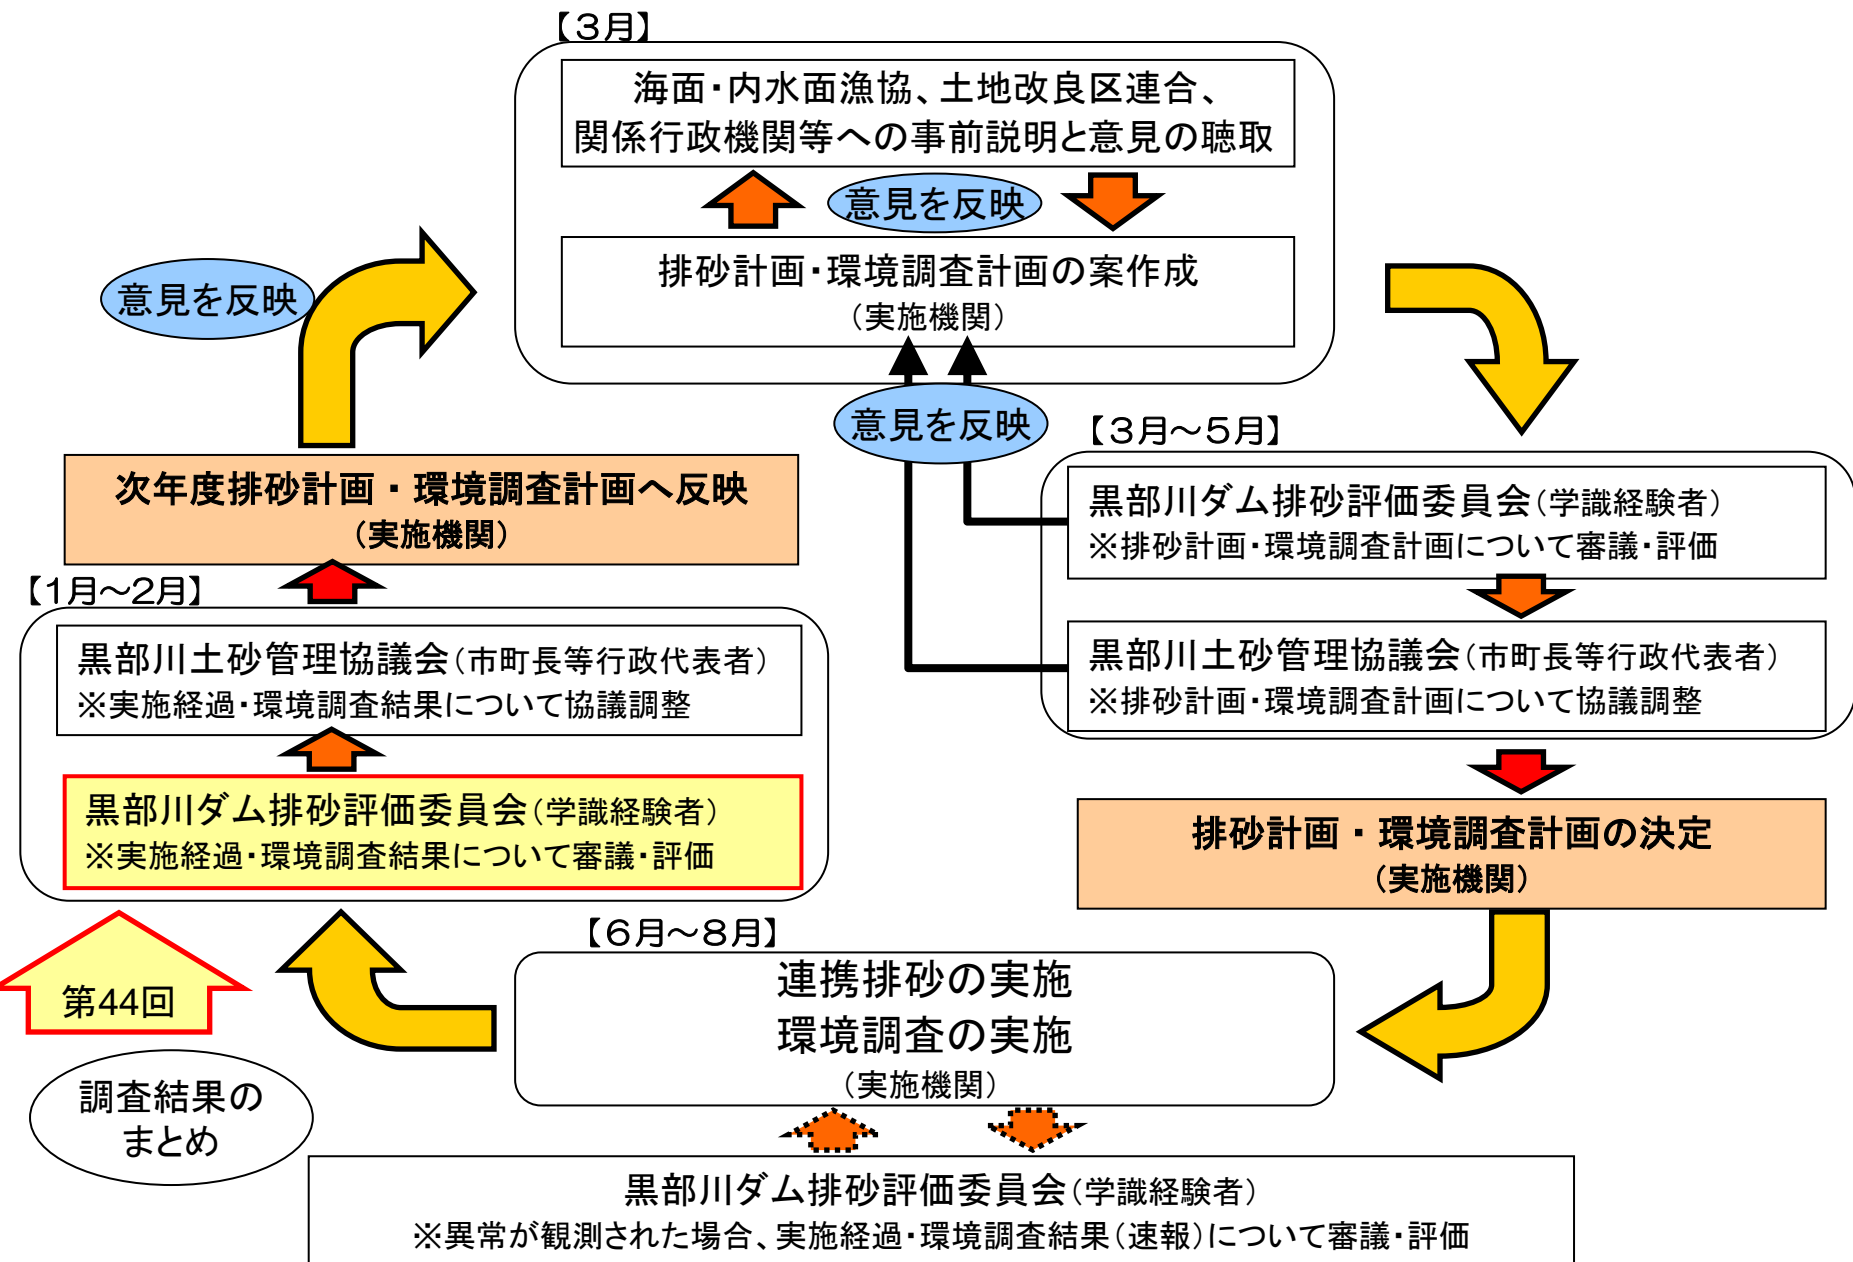 【3月】
海面・内水面漁協、土地改良区連合、
関係行政機関等への事前説明と意見の聴取
意見を反映
排砂計画・環境調査計画の案作成
（実施機関）
意見を反映
意見を反映
【3月～5月】
黒部川ダム排砂評価委員会（学識経験者）
※排砂計画・環境調査計画について審議・評価
黒部川土砂管理協議会（市町長等行政代表者）
※排砂計画・環境調査計画について協議調整
排砂計画・環境調査計画の決定
（実施機関）
【6月～8月】
連携排砂の実施
環境調査の実施
（実施機関）
黒部川ダム排砂評価委員会（学識経験者）
※異常が観測された場合、実施経過・環境調査結果（速報）について審議・評価
次年度排砂計画・環境調査計画へ反映
（実施機関）
【1月～2月】
黒部川土砂管理協議会（市町長等行政代表者）
※実施経過・環境調査結果について協議調整
黒部川ダム排砂評価委員会（学識経験者）
※実施経過・環境調査結果について審議・評価
第44回
調査結果の
まとめ